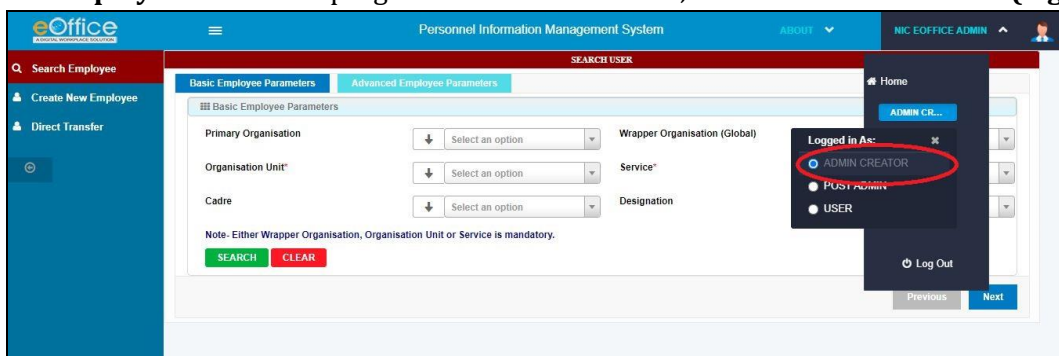 eOffice
A DIGITAL WORKPLACE SOLUTION
Personnel Information Management System
ABOUT
NIC EOFFICE ADMIN
Search Employee
Create New Employee
Direct Transfer
SEARCH USER
Basic Employee Parameters
Advanced Employee Parameters
Home
ADMIN CR...
Basic Employee Parameters
Primary Organisation
Select an option
Wrapper Organisation (Global)
Logged in As:
Organisation Unit*
Select an option
Service*
ADMIN CREATOR
POST ADMIN
Cadre
Select an option
Designation
USER
Note- Either Wrapper Organisation, Organisation Unit or Service is mandatory.
SEARCH
CLEAR
Log Out
Previous
Next